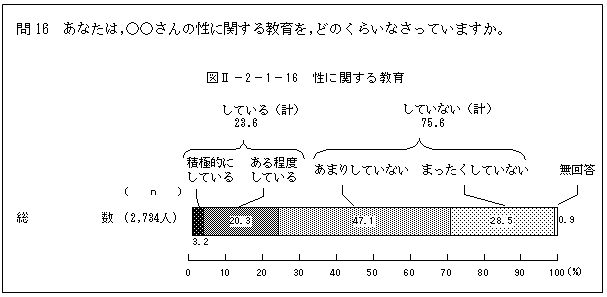 問16 あなたは,〇〇さんの性に関する教育を,どのくらいなさっていますか。
図Ⅱ－２－１－16 性に関する教育
している（計） していない（計）
23.6 75.6
積極的に している ある程度 している あまりしていない まったくしていない 無回答
（ n ）
総 数 (2,734人) 3.2 20.3 47.1 28.5 0.9
0 10 20 30 40 50 60 70 80 90 100 (%)